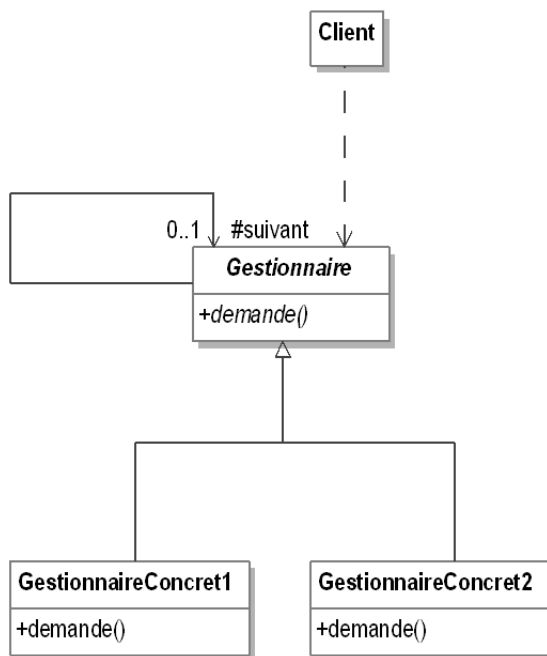 Client
0..1 #suivant
Gestionnaire
+demande()
GestionnaireConcret1
+demande()
GestionnaireConcret2
+demande()